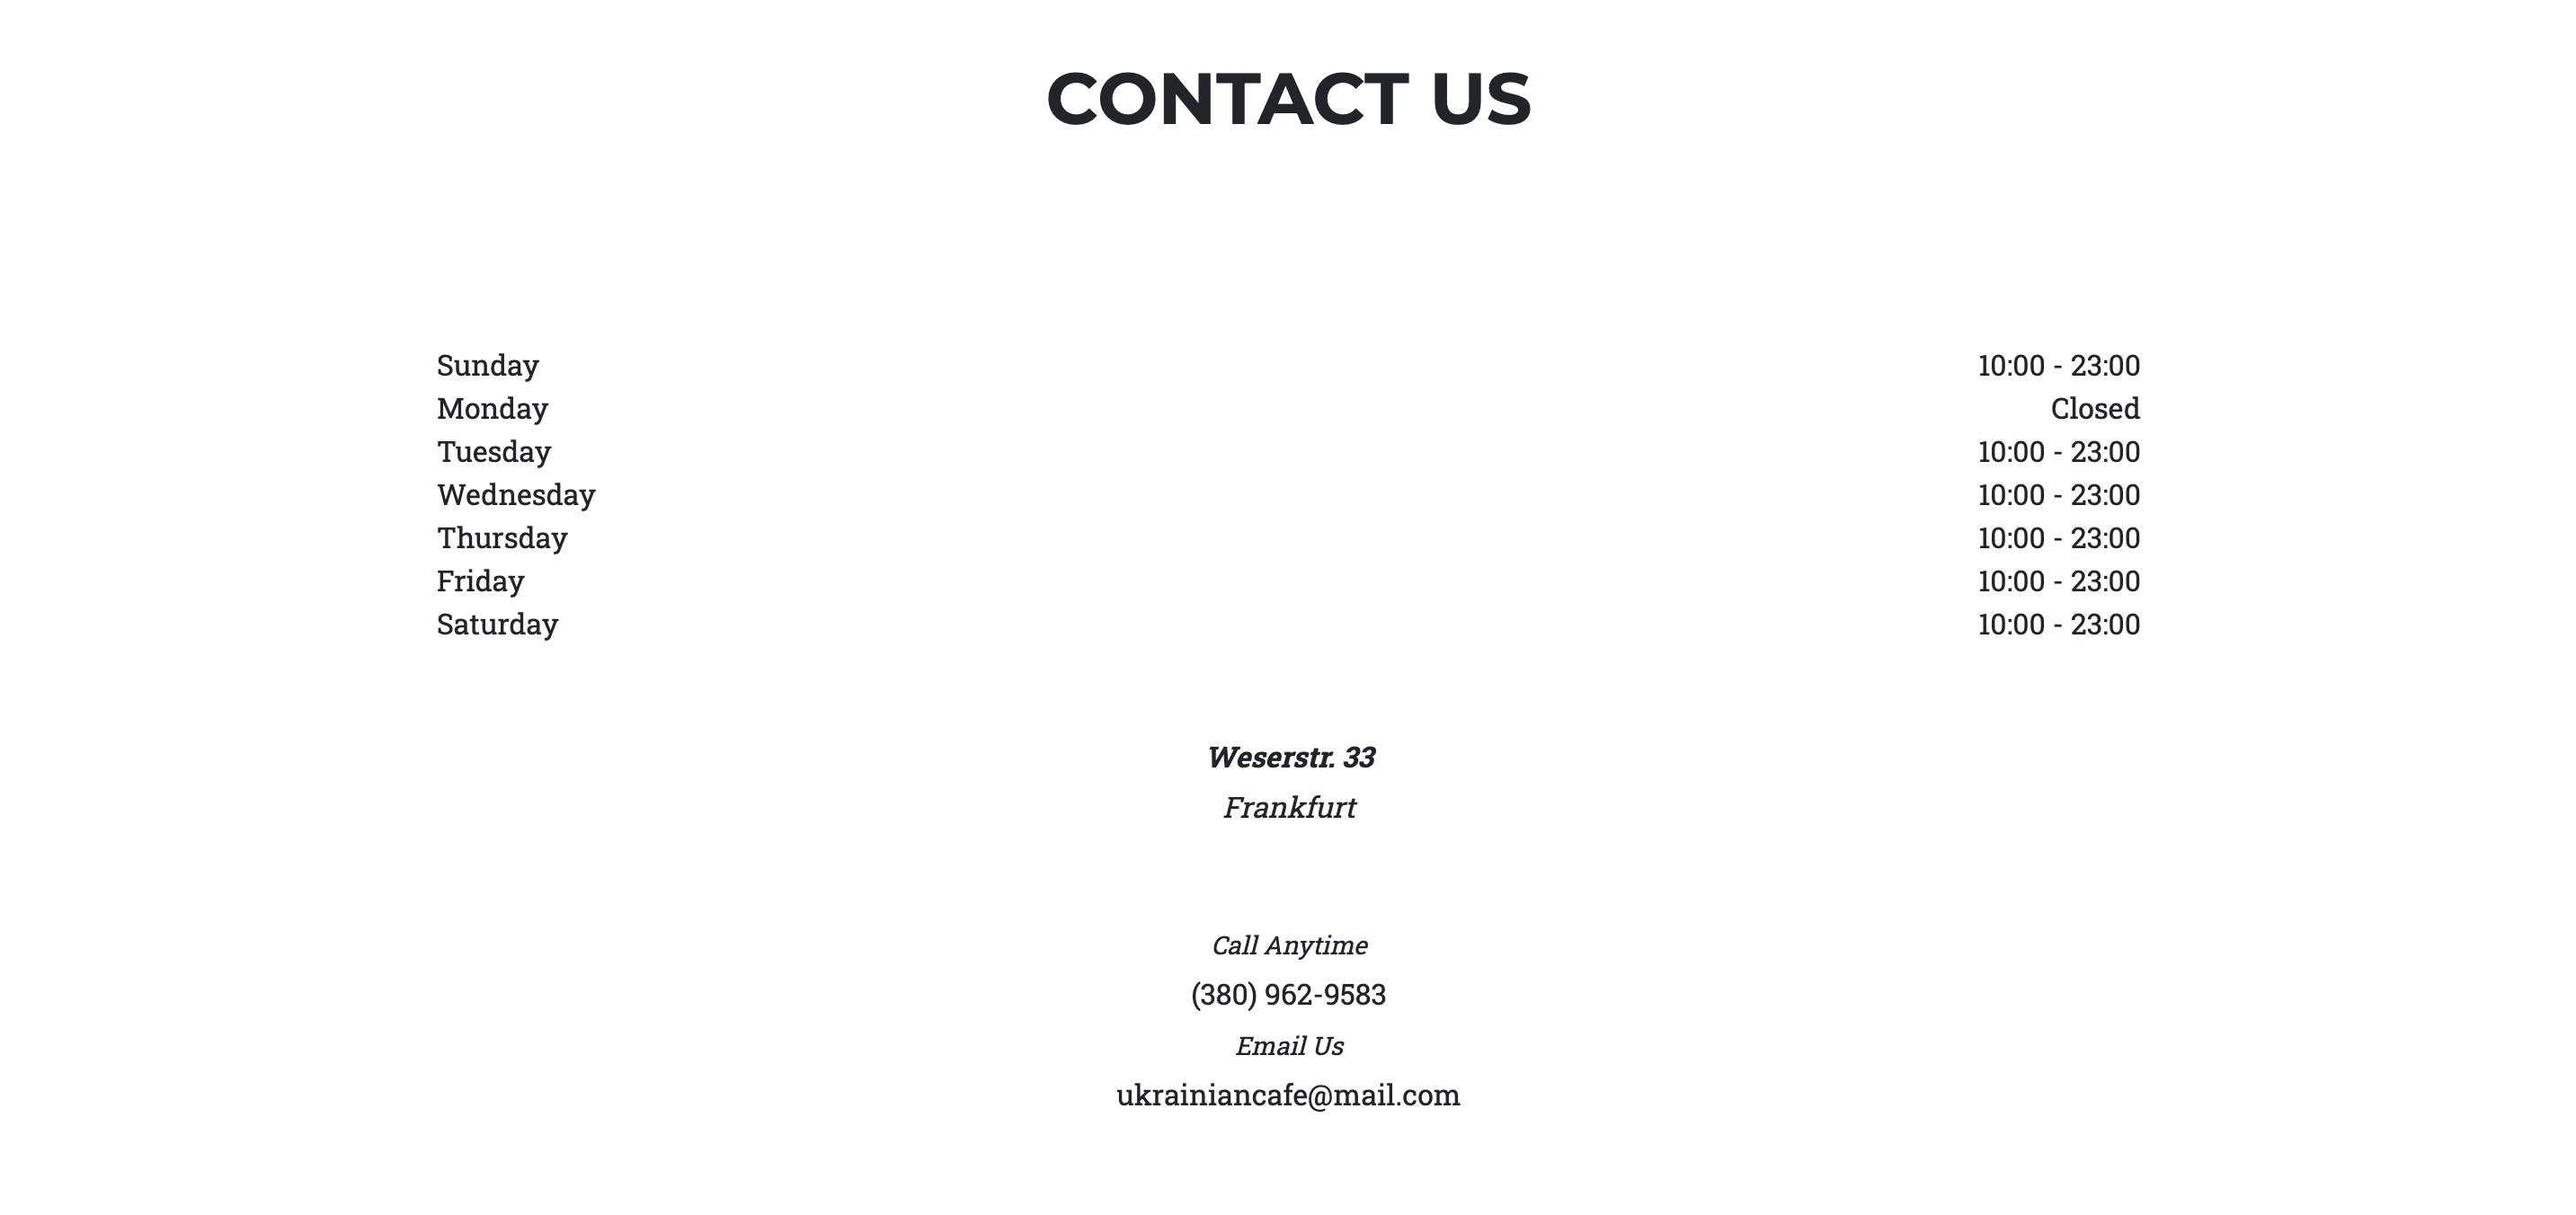 CONTACT US
Sunday 10:00 - 23:00
Monday Closed
Tuesday 10:00 - 23:00
Wednesday 10:00 - 23:00
Thursday 10:00 - 23:00
Friday 10:00 - 23:00
Saturday 10:00 - 23:00
Weserstr. 33
Frankfurt
Call Anytime
(380) 962-9583
Email Us
ukrainiancafe@mail.com